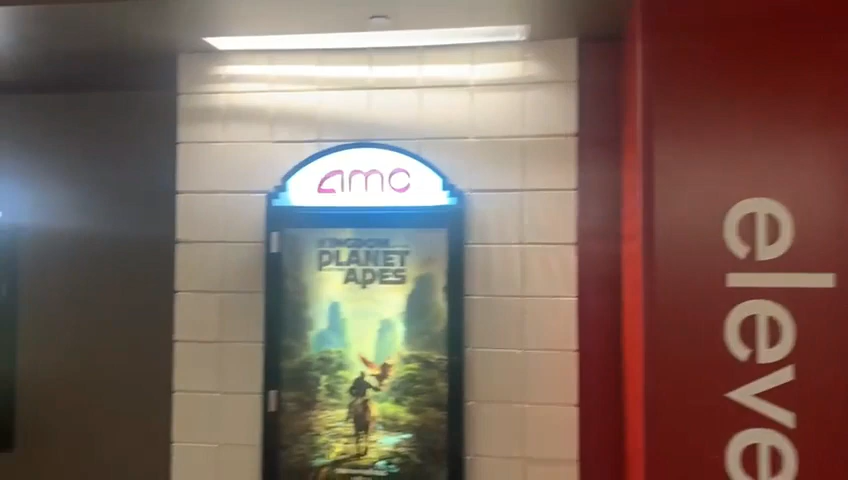 amc
KINGDOM
PLANET
APES
eleve